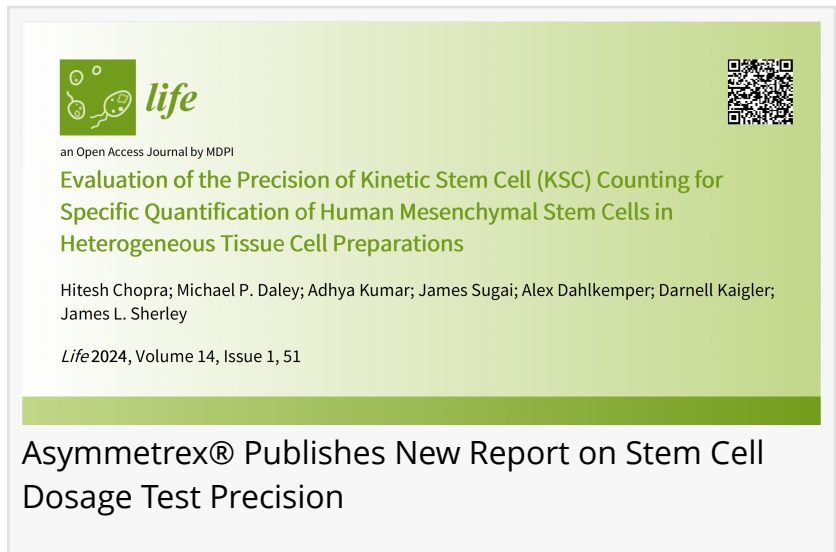 life
an Open Access Journal by MDPI
Evaluation of the Precision of Kinetic Stem Cell (KSC) Counting for
Specific Quantification of Human Mesenchymal Stem Cells in
Heterogeneous Tissue Cell Preparations
Hitesh Chopra; Michael P. Daley; Adhya Kumar; James Sugai; Alex Dahlkemper; Darnell Kaigler;
James L. Sherley
Life 2024, Volume 14, Issue 1, 51
Asymmetrex® Publishes New Report on Stem Cell
Dosage Test Precision